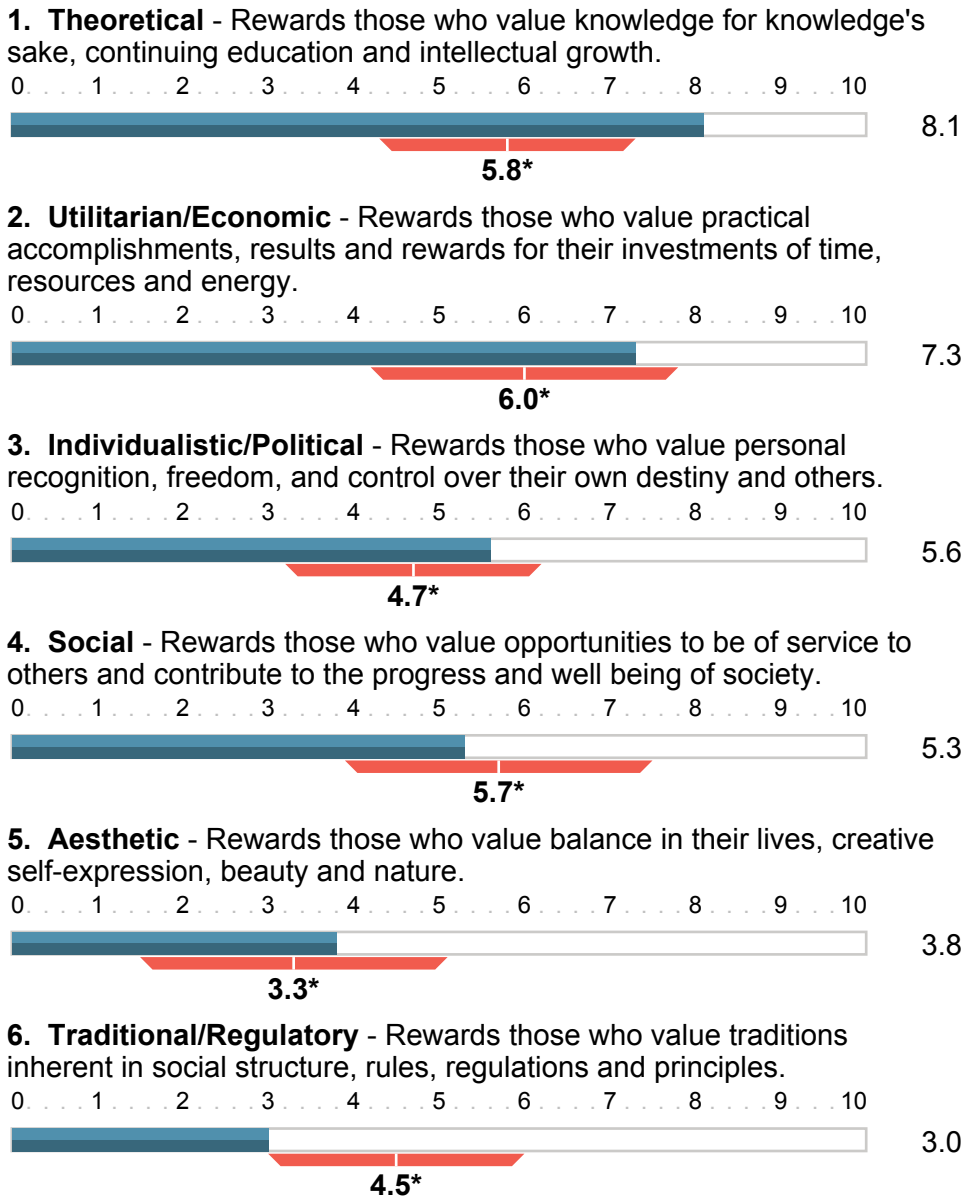 1. Theoretical - Rewards those who value knowledge for knowledge's
sake, continuing education and intellectual growth.
0. . . . 1 . . . . 2 . . . . 3 . . . . 4 . . . . 5 . . . . 6 . . . . 7 . . . . 8 . . . . 9 . . . 10
8.1
5.8*
2. Utilitarian/Economic - Rewards those who value practical
accomplishments, results and rewards for their investments of time,
resources and energy.
0. . . . 1 . . . . 2 . . . . 3 . . . . 4 . . . . 5 . . . . 6 . . . . 7 . . . . 8 . . . . 9 . . . 10
7.3
6.0*
3. Individualistic/Political - Rewards those who value personal
recognition, freedom, and control over their own destiny and others.
0. . . . 1 . . . . 2 . . . . 3 . . . . 4 . . . . 5 . . . . 6 . . . . 7 . . . . 8 . . . . 9 . . . 10
5.6
4.7*
4. Social - Rewards those who value opportunities to be of service to
others and contribute to the progress and well being of society.
0. . . . 1 . . . . 2 . . . . 3 . . . . 4 . . . . 5 . . . . 6 . . . . 7 . . . . 8 . . . . 9 . . . 10
5.3
5.7*
5. Aesthetic - Rewards those who value balance in their lives, creative
self-expression, beauty and nature.
0. . . . 1 . . . . 2 . . . . 3 . . . . 4 . . . . 5 . . . . 6 . . . . 7 . . . . 8 . . . . 9 . . . 10
3.8
3.3*
6. Traditional/Regulatory - Rewards those who value traditions
inherent in social structure, rules, regulations and principles.
0. . . . 1 . . . . 2 . . . . 3 . . . . 4 . . . . 5 . . . . 6 . . . . 7 . . . . 8 . . . . 9 . . . 10
3.0
4.5*